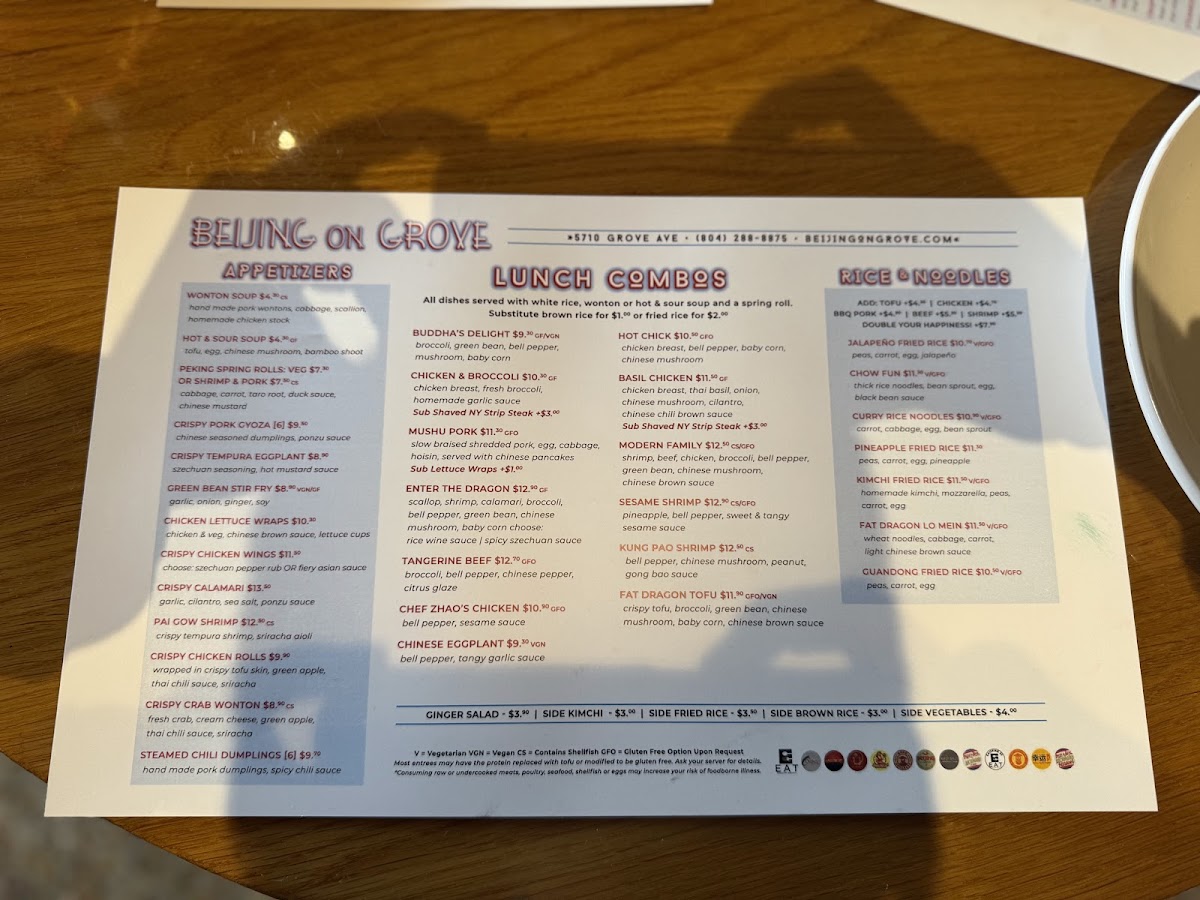 BEIJING ON GROVE
•5710 GROVE AVE • (804) 288-8875 • BEIJINGONGROVE.COM•
APPETIZERS
WONTON SOUP $4.30 CS
hand made pork wontons, cabbage, scallion,
homemade chicken stock
HOT & SOUR SOUP $4.30 GF
tofu, egg, chinese mushroom, bamboo shoot
PEKING SPRING ROLLS: VEG $7.30
OR SHRIMP & PORK $7.90 CS
cabbage, carrot, taro root, duck sauce,
chinese mustard
CRISPY PORK GYOZA [6] $9.50
chinese seasoned dumplings, ponzu sauce
CRISPY TEMPURA EGGPLANT $8.90
szechuan seasoning, hot mustard sauce
GREEN BEAN STIR FRY $8.90 VGN/GF
garlic, onion, ginger, soy
CHICKEN LETTUCE WRAPS $10.30
chicken & veg, chinese brown sauce, lettuce cups
CRISPY CHICKEN WINGS $11.50
choose: szechuan pepper rub OR fiery asian sauce
CRISPY CALAMARI $13.50
garlic, cilantro, sea salt, ponzu sauce
PAI GOW SHRIMP $12.90 CS
crispy tempura shrimp, sriracha aioli
CRISPY CHICKEN ROLLS $9.90
wrapped in crispy tofu skin, green apple,
thai chili sauce, sriracha
CRISPY CRAB WONTON $8.90 CS
fresh crab, cream cheese, green apple,
thai chili sauce, sriracha
STEAMED CHILI DUMPLINGS [6] $9.70
hand made pork dumplings, spicy chili sauce
LUNCH COMBOS
All dishes served with white rice, wonton or hot & sour soup and a spring roll.
Substitute brown rice for $1.00 or fried rice for $2.00
BUDDHA'S DELIGHT $9.30 GF/VGN
broccoli, green bean, bell pepper,
mushroom, baby corn
CHICKEN & BROCCOLI $10.30 GF
chicken breast, fresh broccoli,
homemade garlic sauce
Sub Shaved NY Strip Steak +$3.00
MUSHU PORK $11.30 GFO
slow braised shredded pork, egg, cabbage,
hoisin, served with chinese pancakes
Sub Lettuce Wraps +$1.00
ENTER THE DRAGON $12.90 GF
scallop, shrimp, calamari, broccoli,
bell pepper, green bean, chinese
mushroom, baby corn choose:
rice wine sauce | spicy szechuan sauce
TANGERINE BEEF $12.70 GFO
broccoli, bell pepper, chinese pepper,
citrus glaze
CHEF ZHAO'S CHICKEN $10.90 GFO
bell pepper, sesame sauce
CHINESE EGGPLANT $9.30 VGN
bell pepper, tangy garlic sauce
HOT CHICK $10.50 GFO
chicken breast, bell pepper, baby corn,
chinese mushroom
BASIL CHICKEN $11.50 GF
chicken breast, thai basil, onion,
chinese mushroom, cilantro,
chinese chili brown sauce
Sub Shaved NY Strip Steak +$3.00
MODERN FAMILY $12.50 CS/GFO
shrimp, beef, chicken, broccoli, bell pepper,
green bean, chinese mushroom,
chinese brown sauce
SESAME SHRIMP $12.90 CS/GFO
pineapple, bell pepper, sweet & tangy
sesame sauce
KUNG PAO SHRIMP $12.50 CS
bell pepper, chinese mushroom, peanut,
gong bao sauce
FAT DRAGON TOFU $11.90 GFO/VGN
crispy tofu, broccoli, green bean, chinese
mushroom, baby corn, chinese brown sauce
RICE & NOODLES
ADD: TOFU +$4.00 | CHICKEN +$4.00
BBQ PORK +$4.50 | BEEF +$5.00 | SHRIMP +$5.00
DOUBLE YOUR HAPPINESS! +$7.00
JALAPEÑO FRIED RICE $10.70 V/GFO
peas, carrot, egg, jalapeño
CHOW FUN $11.50 V/GFO
thick rice noodles, bean sprout, egg,
black bean sauce
CURRY RICE NOODLES $10.90 V/GFO
carrot, cabbage, egg, bean sprout
PINEAPPLE FRIED RICE $11.50
peas, carrot, egg, pineapple
KIMCHI FRIED RICE $11.50 V/GFO
homemade kimchi, mozzarella, peas,
carrot, egg
FAT DRAGON LO MEIN $11.50 V/GFO
wheat noodles, cabbage, carrot,
light chinese brown sauce
GUANDONG FRIED RICE $10.50 V/GFO
peas, carrot, egg
GINGER SALAD - $3.90 | SIDE KIMCHI - $3.00 | SIDE FRIED RICE - $3.50 | SIDE BROWN RICE - $3.00 | SIDE VEGETABLES - $4.00
V = Vegetarian VGN = Vegan CS = Contains Shellfish GFO = Gluten Free Option Upon Request
Most entrees may have the protein replaced with tofu or modified to be gluten free. Ask your server for details.
*Consuming raw or undercooked meats, poultry, seafood, shellfish or eggs may increase your risk of foodborne illness.
EAT